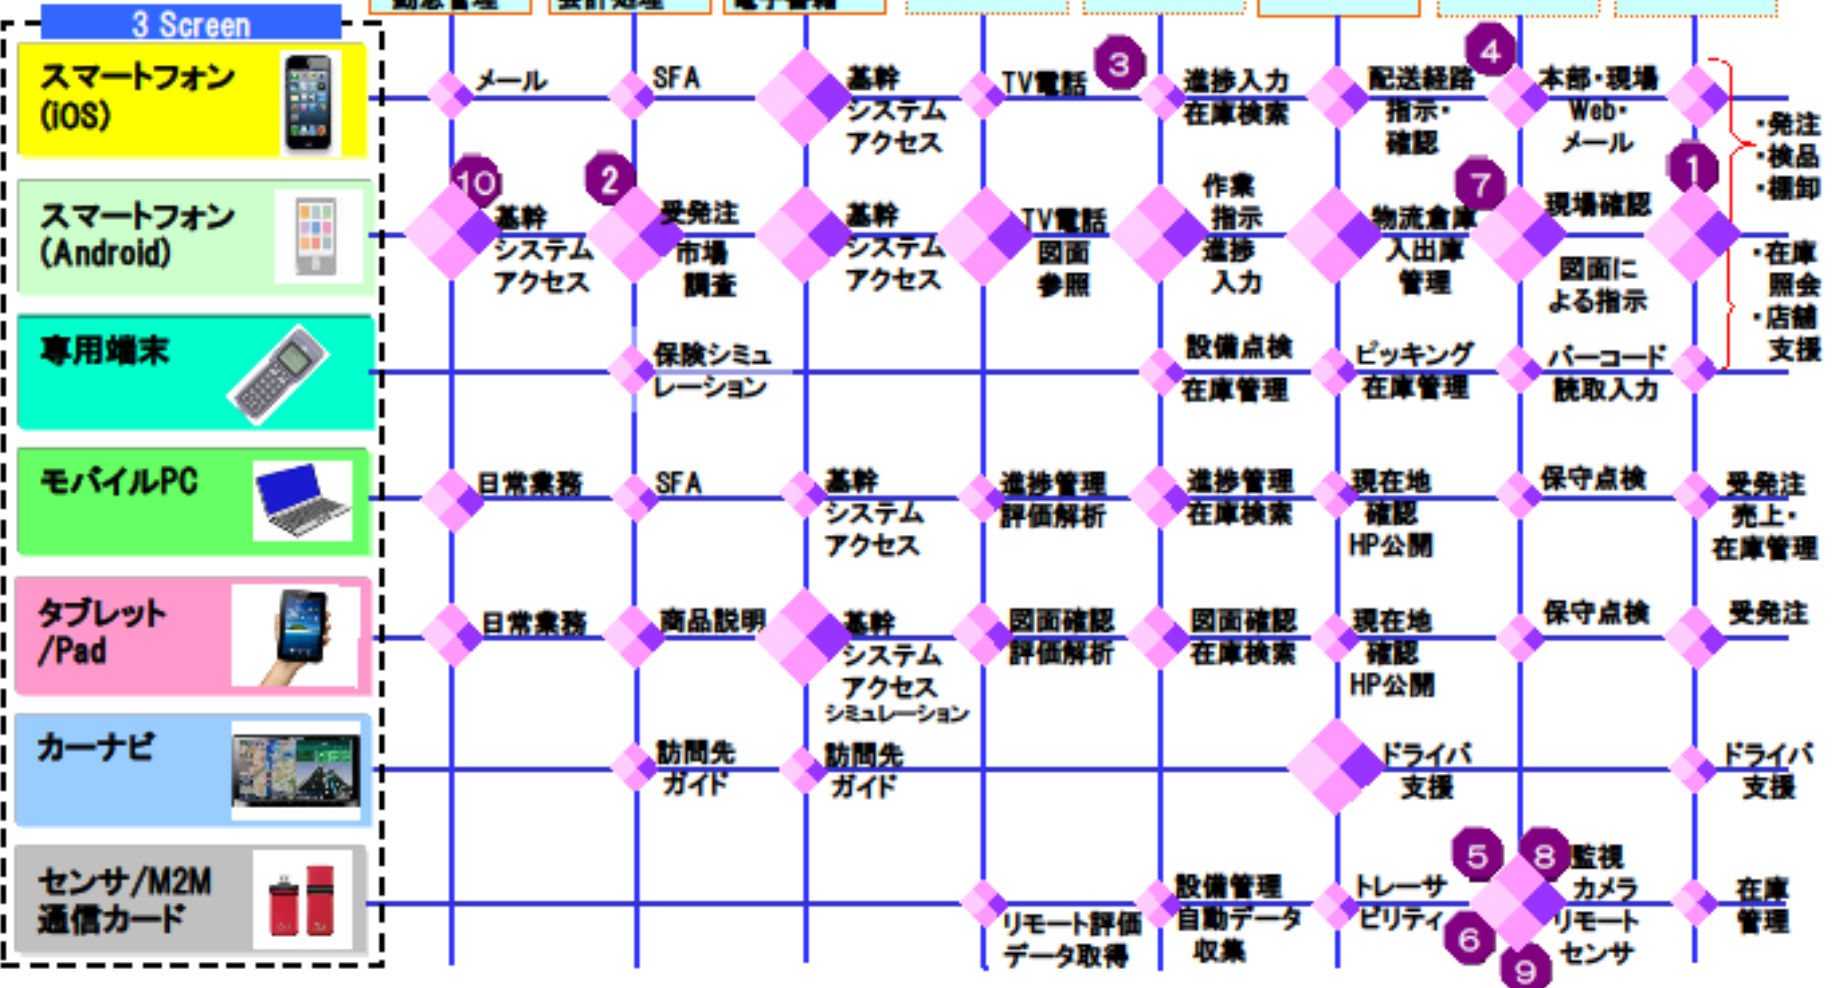 勤怠管理
会計処理
電子書籍
3 Screen
スマートフォン
(iOS)
メール
SFA
基幹
システム
アクセス
TV電話
3
進捗入力
在庫検索
配送経路
指示・
確認
4
本部・現場
Web・
メール
・発注
・検品
・棚卸
・在庫
照会
・店舗
支援
スマートフォン
(Android)
10
基幹
システム
アクセス
2
受発注
市場
調査
基幹
システム
アクセス
TV電話
図面
参照
作業
指示
進捗
入力
物流倉庫
入出庫
管理
7
現場確認
図面に
よる指示
1
専用端末
保険シミュ
レーション
設備点検
在庫管理
ピッキング
在庫管理
バーコード
読取入力
モバイルPC
日常業務
SFA
基幹
システム
アクセス
進捗管理
評価解析
進捗管理
在庫検索
現在地
確認
HP公開
保守点検
受発注
売上・
在庫管理
タブレット
/Pad
日常業務
商品説明
基幹
システム
アクセス
シミュレーション
図面確認
評価解析
図面確認
在庫検索
現在地
確認
HP公開
保守点検
受発注
カーナビ
訪問先
ガイド
訪問先
ガイド
ドライバ
支援
ドライバ
支援
センサ/M2M
通信カード
リモート評価
データ取得
設備管理
自動データ
収集
トレーサ
ビリティ
5
8
6
9
監視
カメラ
リモート
センサ
在庫
管理